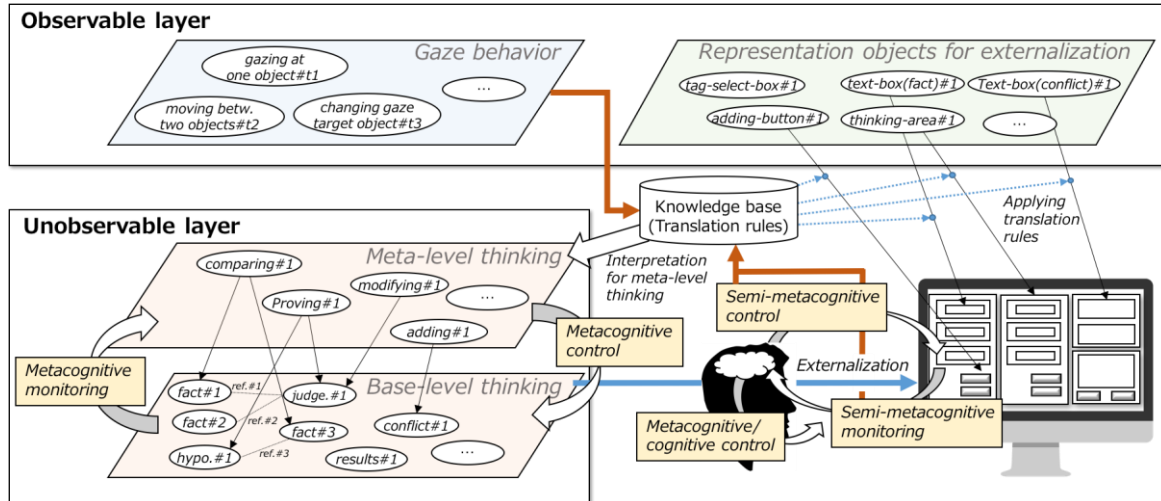 Observable layer
Gaze behavior
gazing at
one object#t1
...
moving betw.
two objects#t2
changing gaze
target object#t3
Representation objects for externalization
tag-select-box#1
text-box(fact)#1
Text-box(conflict)#1
adding-button#1
thinking-area#1
...
Knowledge base
(Translation rules)
Applying
translation
rules
Unobservable layer
Meta-level thinking
comparing#1
Proving#1
modifying#1
...
adding#1
Interpretation
for meta-level
thinking
Semi-metacognitive
control
Metacognitive
monitoring
Metacognitive
control
Base-level thinking
fact#1
ref.#1
judge.#1
fact#2
ref.#2
fact#3
conflict#1
hypo.#1
ref.#3
results#1
...
Externalization
Metacognitive/
cognitive control
Semi-metacognitive
monitoring